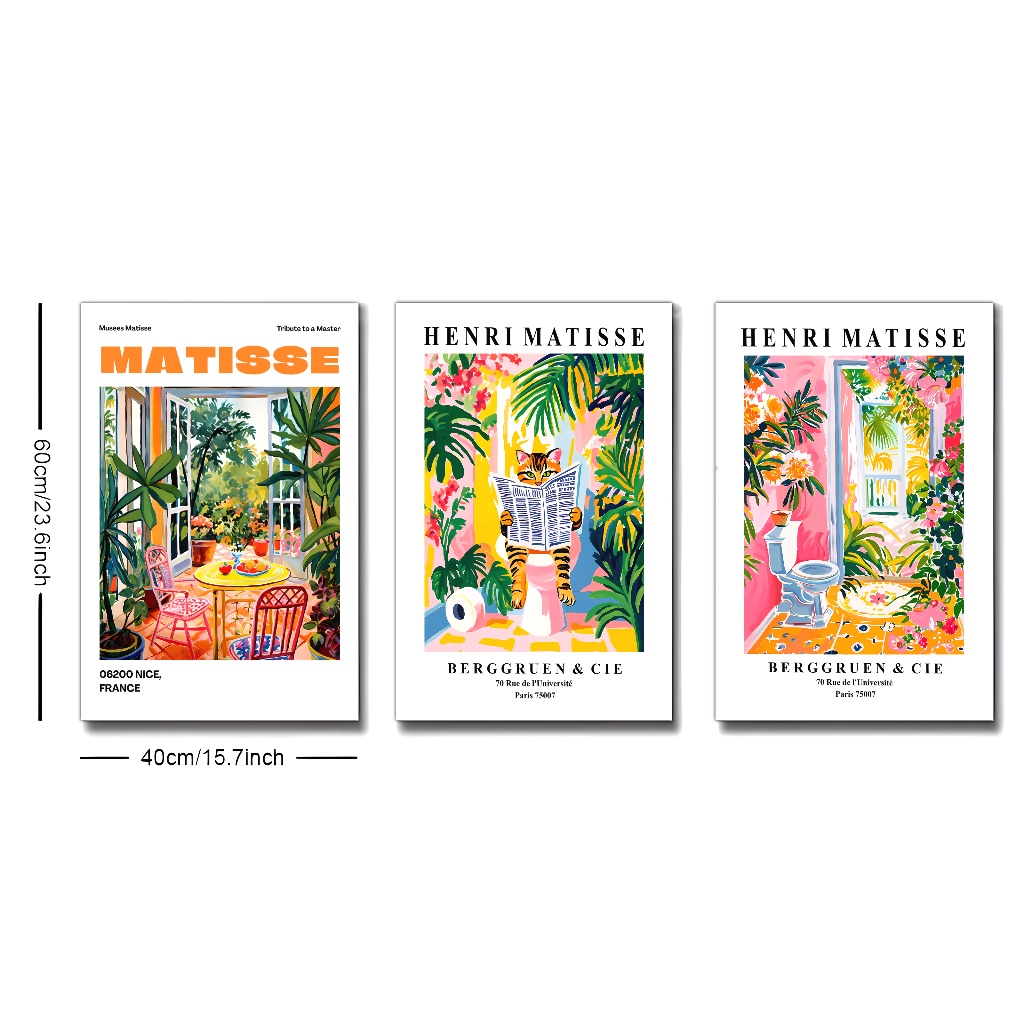 60cm/23.6inch
Musees Matisse
Tribute to a Master
MATISSE
06200 NICE,
FRANCE
HENRI MATISSE
BERGGRUEN & CIE
70 Rue de l'Université
Paris 75007
HENRI MATISSE
BERGGRUEN & CIE
70 Rue de l'Université
Paris 75007
40cm/15.7inch